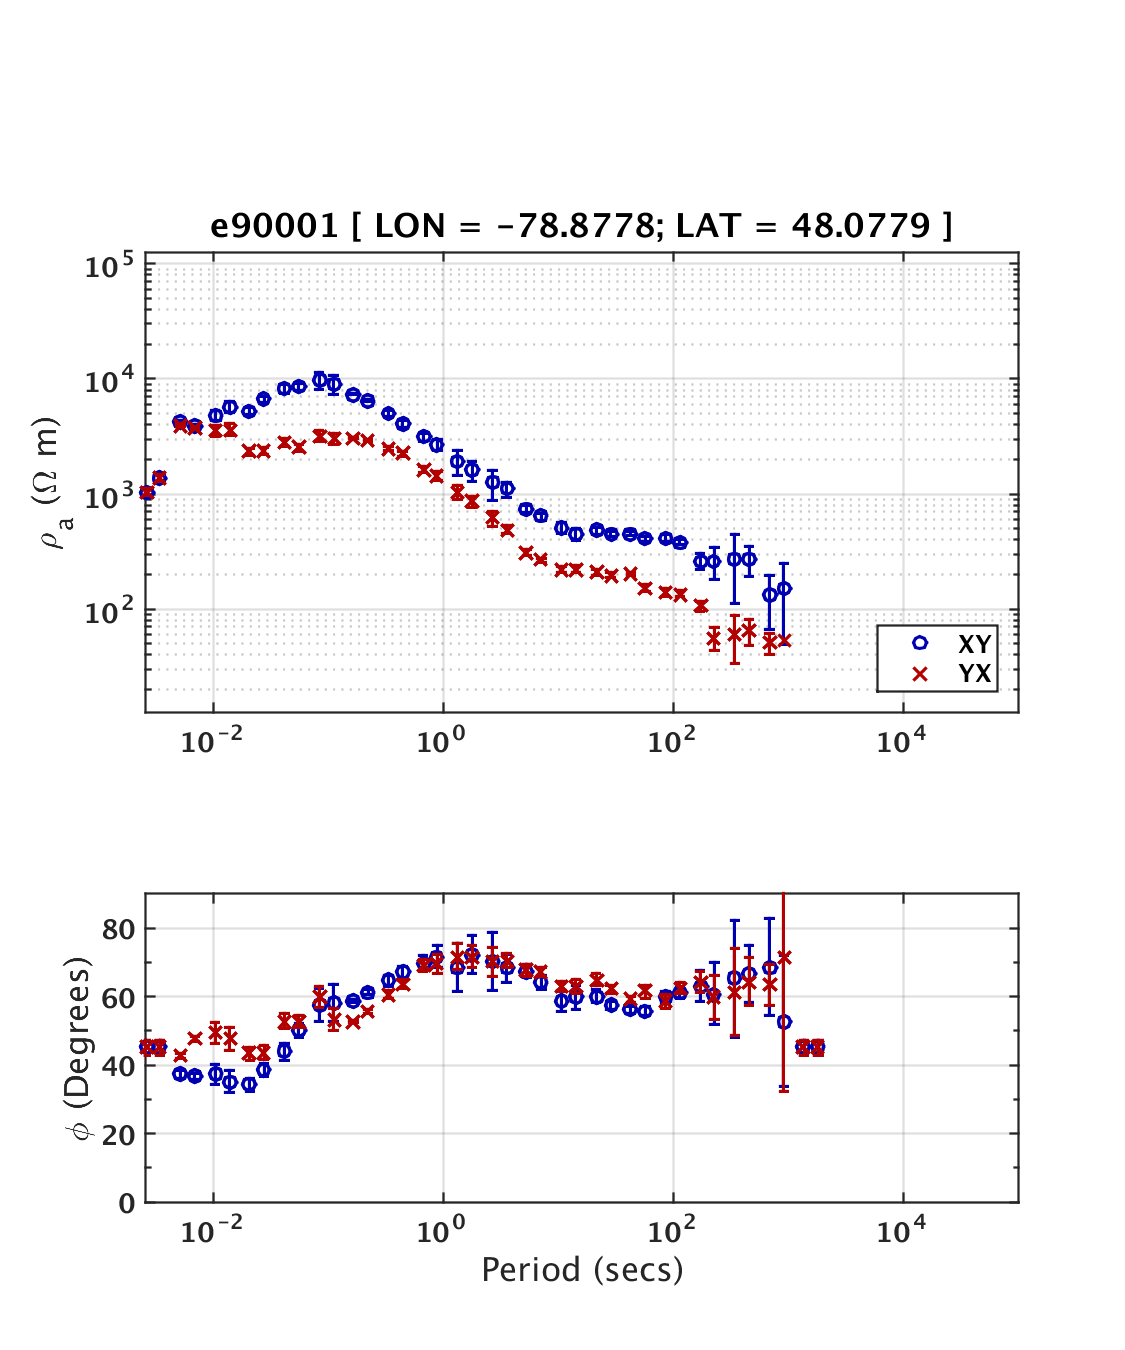 e90001 [ LON = -78.8778; LAT = 48.0779 ]
10^5
10^4
10^3
10^2
ρ_a (Ω m)
XY
YX
10^-2 10^0 10^2 10^4
80
60
40
20
0
ϕ (Degrees)
10^-2 10^0 10^2 10^4
Period (secs)